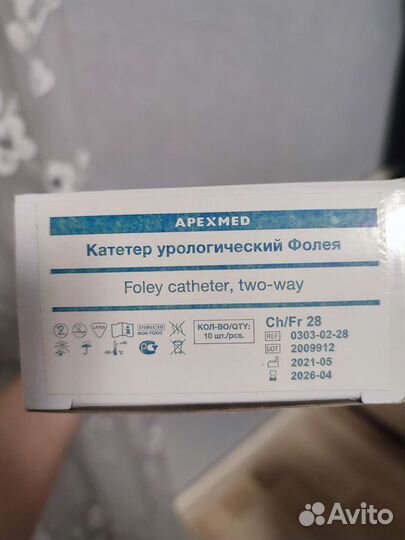 APEXMED
Катетер урологический Фолея
Foley catheter, two-way
LATEX
STERILE EO
NON-TOXIC
КОЛ-ВО/QTY:
10 шт./pcs.
Ch/Fr 28
REF 0303-02-28
LOT 2009912
2021-05
2026-04
Avito